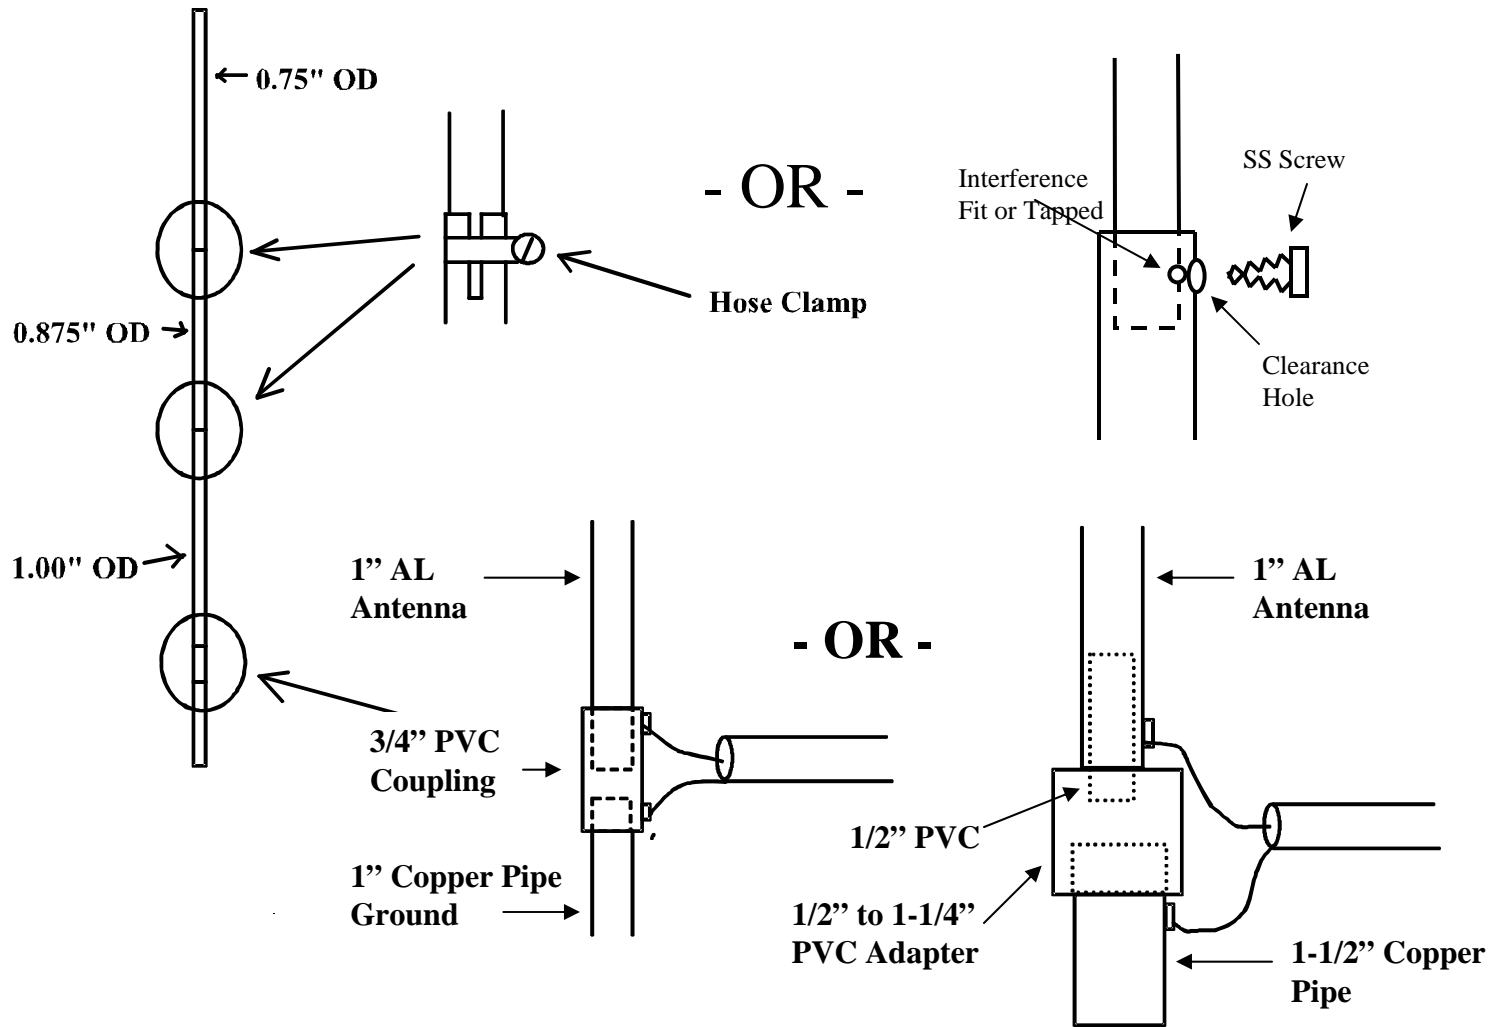 0.75" OD
- OR -
Interference
Fit or Tapped
SS Screw
Hose Clamp
0.875" OD
Clearance
Hole
1.00" OD
1” AL
Antenna
- OR -
1” AL
Antenna
3/4” PVC
Coupling
1/2” PVC
1” Copper Pipe
Ground
1/2” to 1-1/4”
PVC Adapter
1-1/2” Copper
Pipe